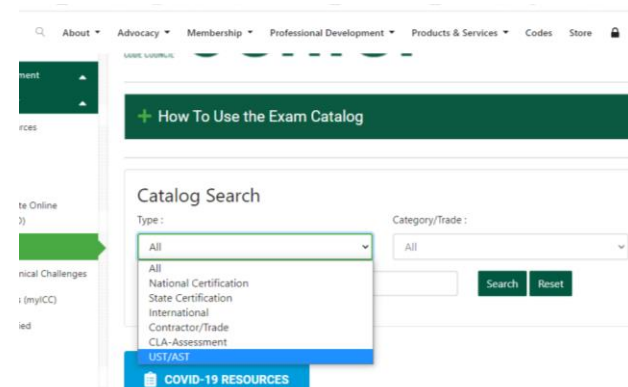 About Advocacy Membership Professional Development Products & Services Codes Store
CODE COUNCIL
ment
rces
te Online
D)
nical Challenges
s (myICC)
ied
+ How To Use the Exam Catalog
Catalog Search
Type : Category/Trade :
All All
All
National Certification
State Certification
International
Contractor/Trade
CLA-Assessment
UST/AST
Search Reset
COVID-19 RESOURCES